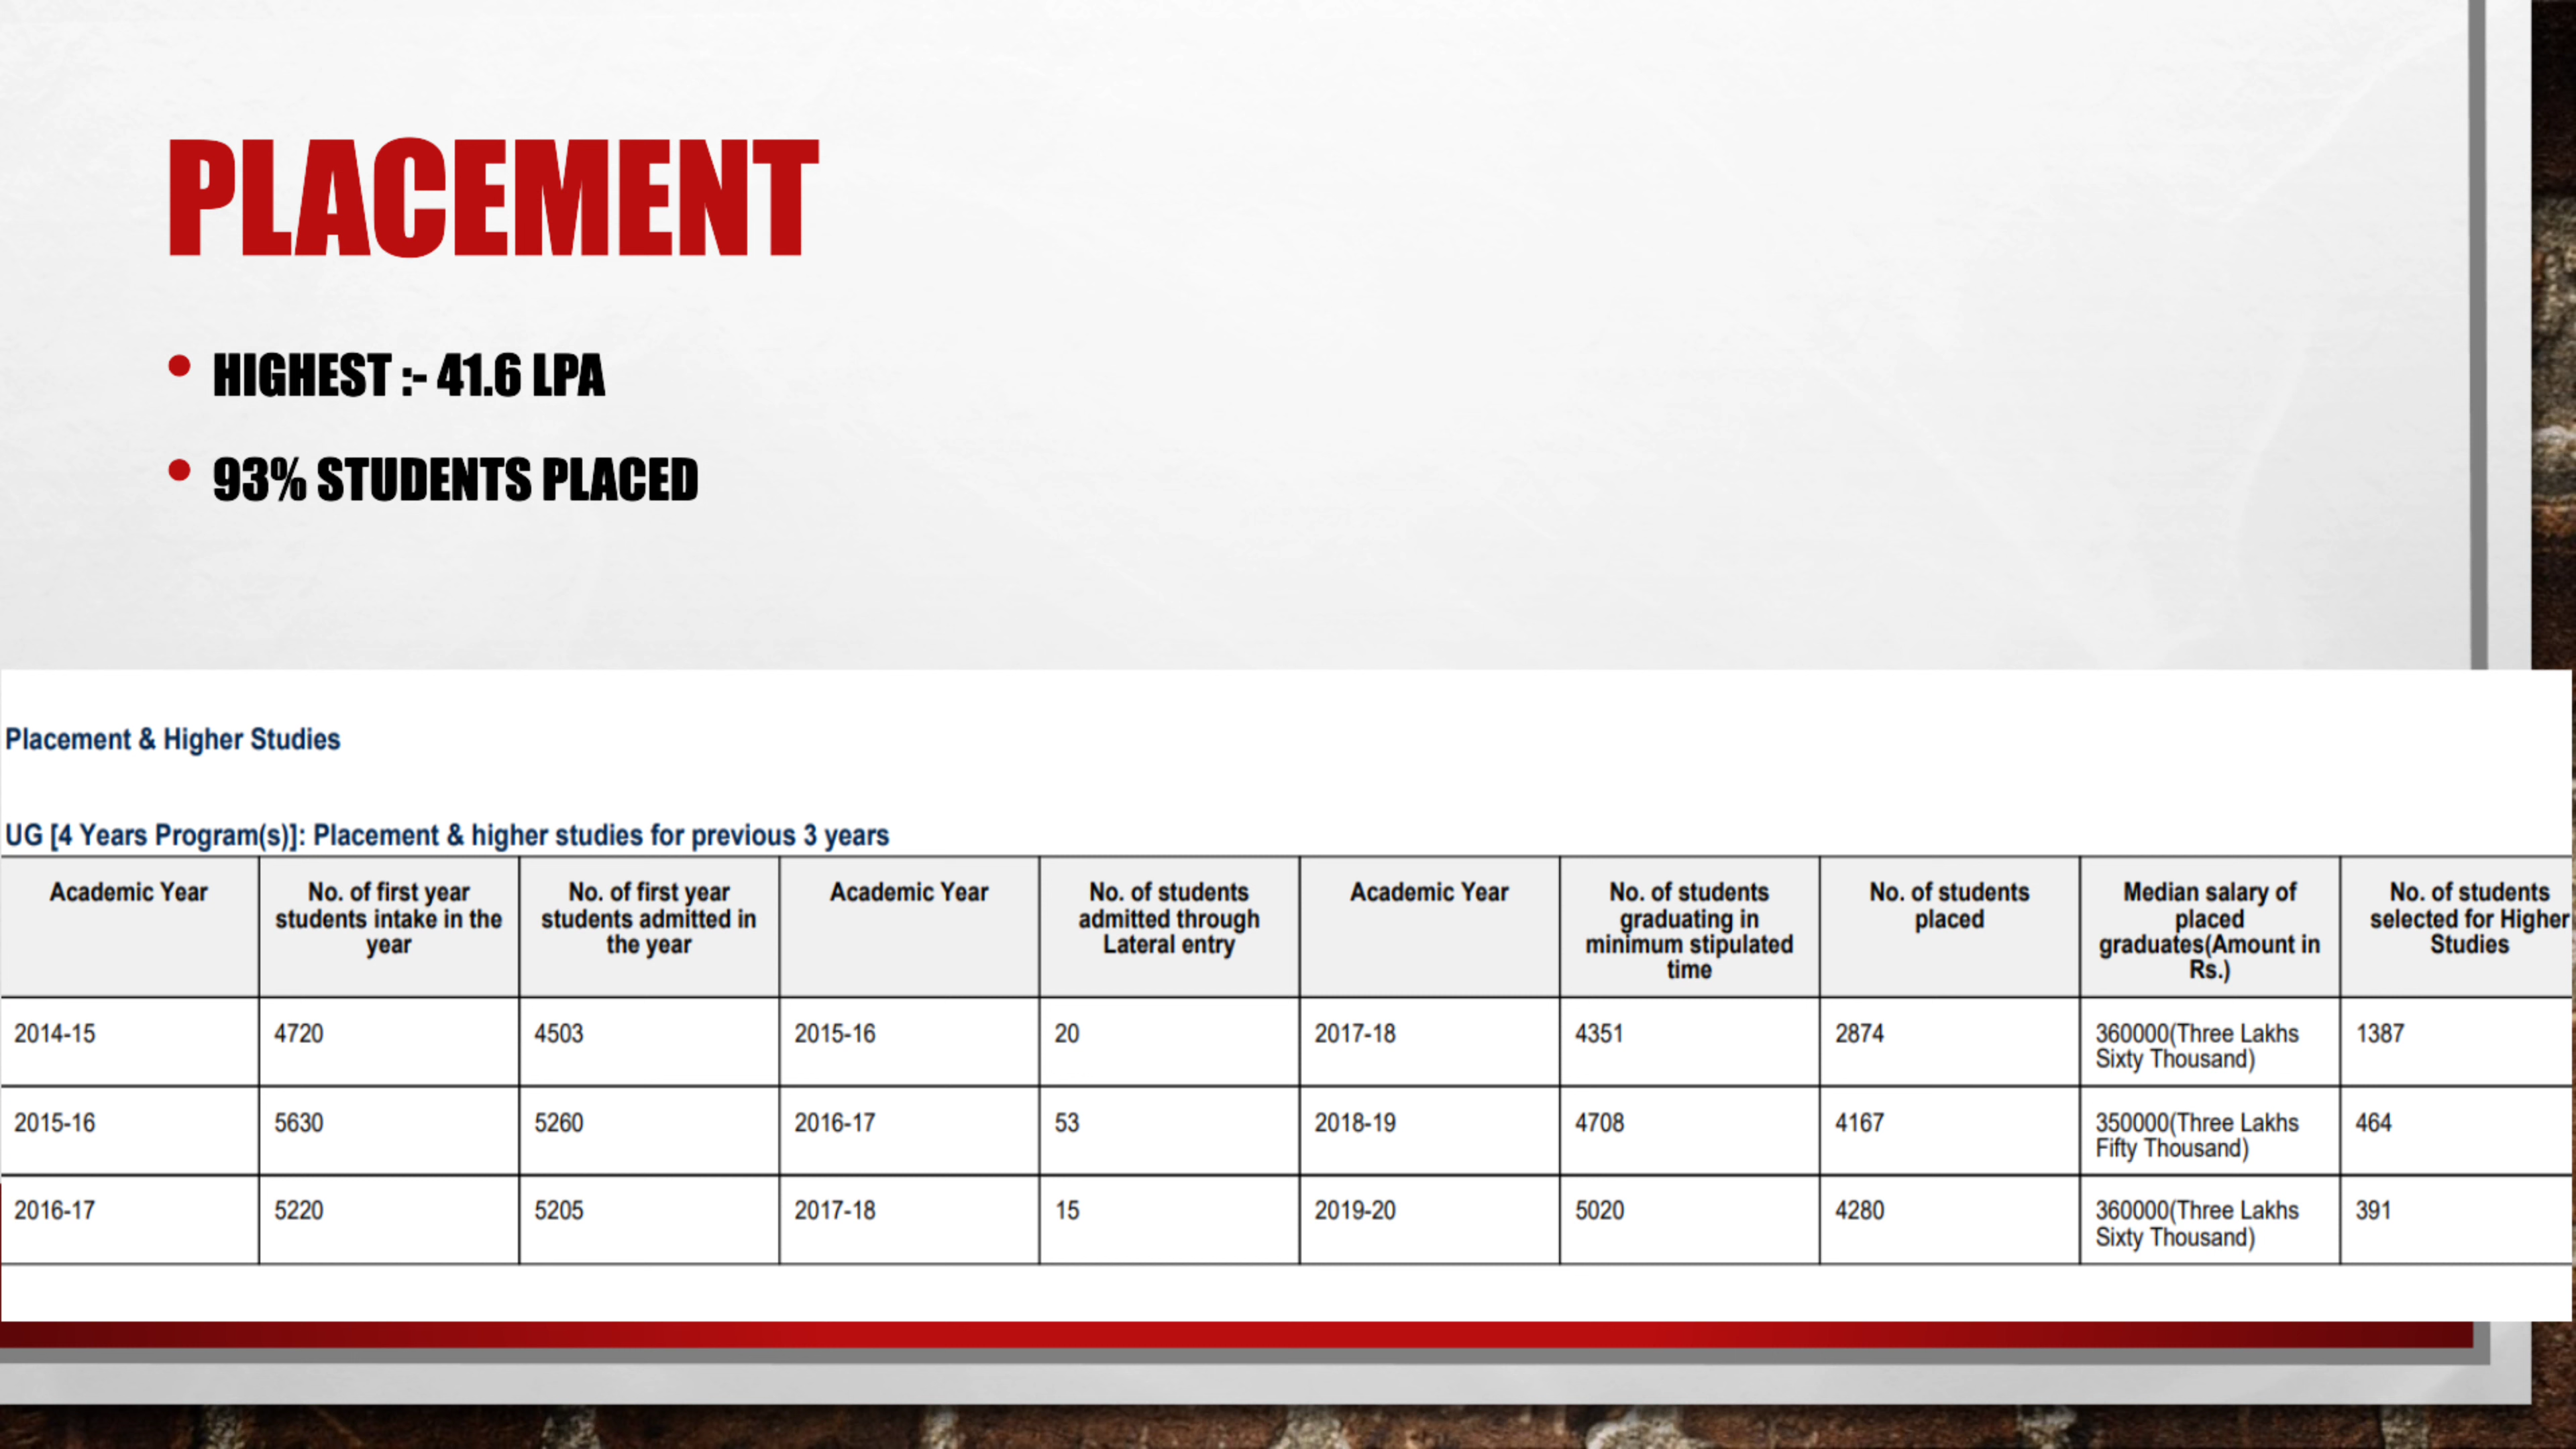 PLACEMENT
• HIGHEST :- 41.6 LPA
• 93% STUDENTS PLACED
Placement & Higher Studies
UG [4 Years Program(s)]: Placement & higher studies for previous 3 years
Academic Year | No. of first year students intake in the year | No. of first year students admitted in the year | Academic Year | No. of students admitted through Lateral entry | Academic Year | No. of students graduating in minimum stipulated time | No. of students placed | Median salary of placed graduates(Amount in Rs.) | No. of students selected for Higher Studies
2014-15 | 4720 | 4503 | 2015-16 | 20 | 2017-18 | 4351 | 2874 | 360000(Three Lakhs Sixty Thousand) | 1387
2015-16 | 5630 | 5260 | 2016-17 | 53 | 2018-19 | 4708 | 4167 | 350000(Three Lakhs Fifty Thousand) | 464
2016-17 | 5220 | 5205 | 2017-18 | 15 | 2019-20 | 5020 | 4280 | 360000(Three Lakhs Sixty Thousand) | 391